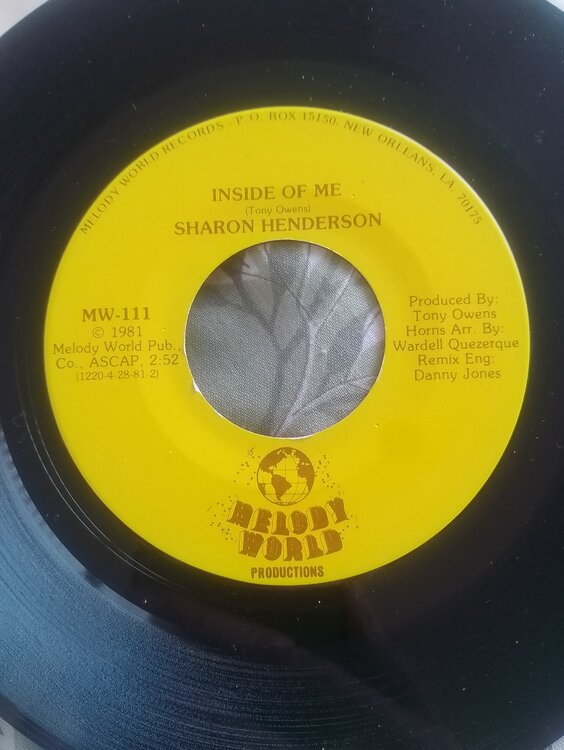 MELODY WORLD RECORDS - P.O. BOX 15150 - NEW ORLEANS, LA 70175
INSIDE OF ME
(Tony Owens)
SHARON HENDERSON
MW-111
© 1981
Melody World Pub.,
Co., ASCAP, 2:52
(1220-4-28-81-2)
Produced By:
Tony Owens
Horns Arr. By:
Wardell Quezerque
Remix Eng:
Danny Jones
MELODY
WORLD
PRODUCTIONS